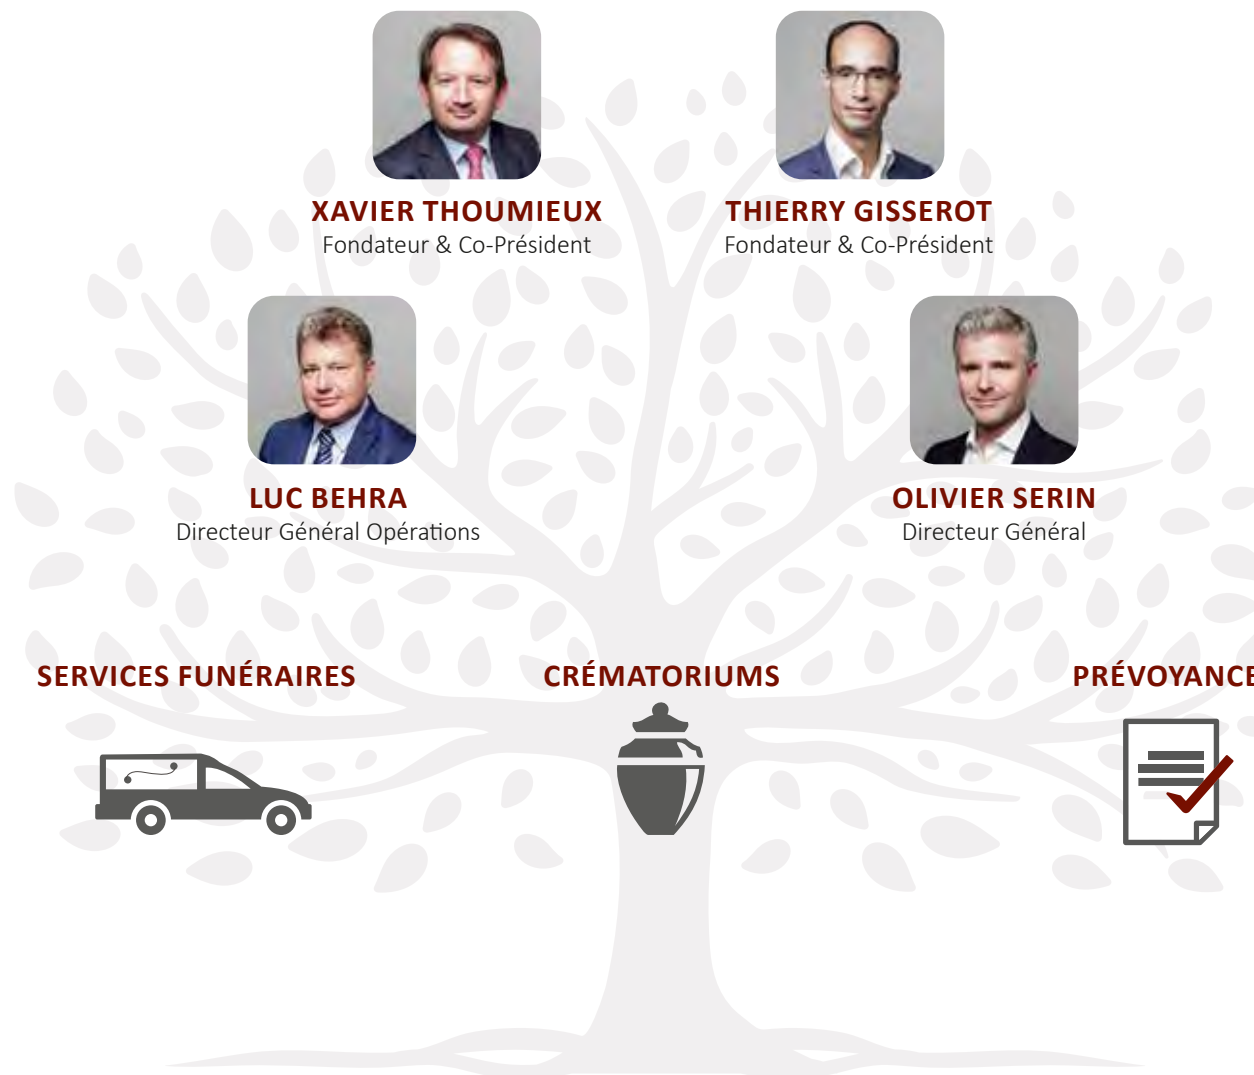 XAVIER THOUMIEUX
Fondateur & Co-Président
THIERRY GISSEROT
Fondateur & Co-Président
LUC BEHRA
Directeur Général Opérations
OLIVIER SERIN
Directeur Général
SERVICES FUNÉRAIRES
CRÉMATORIUMS
PRÉVOYANCE